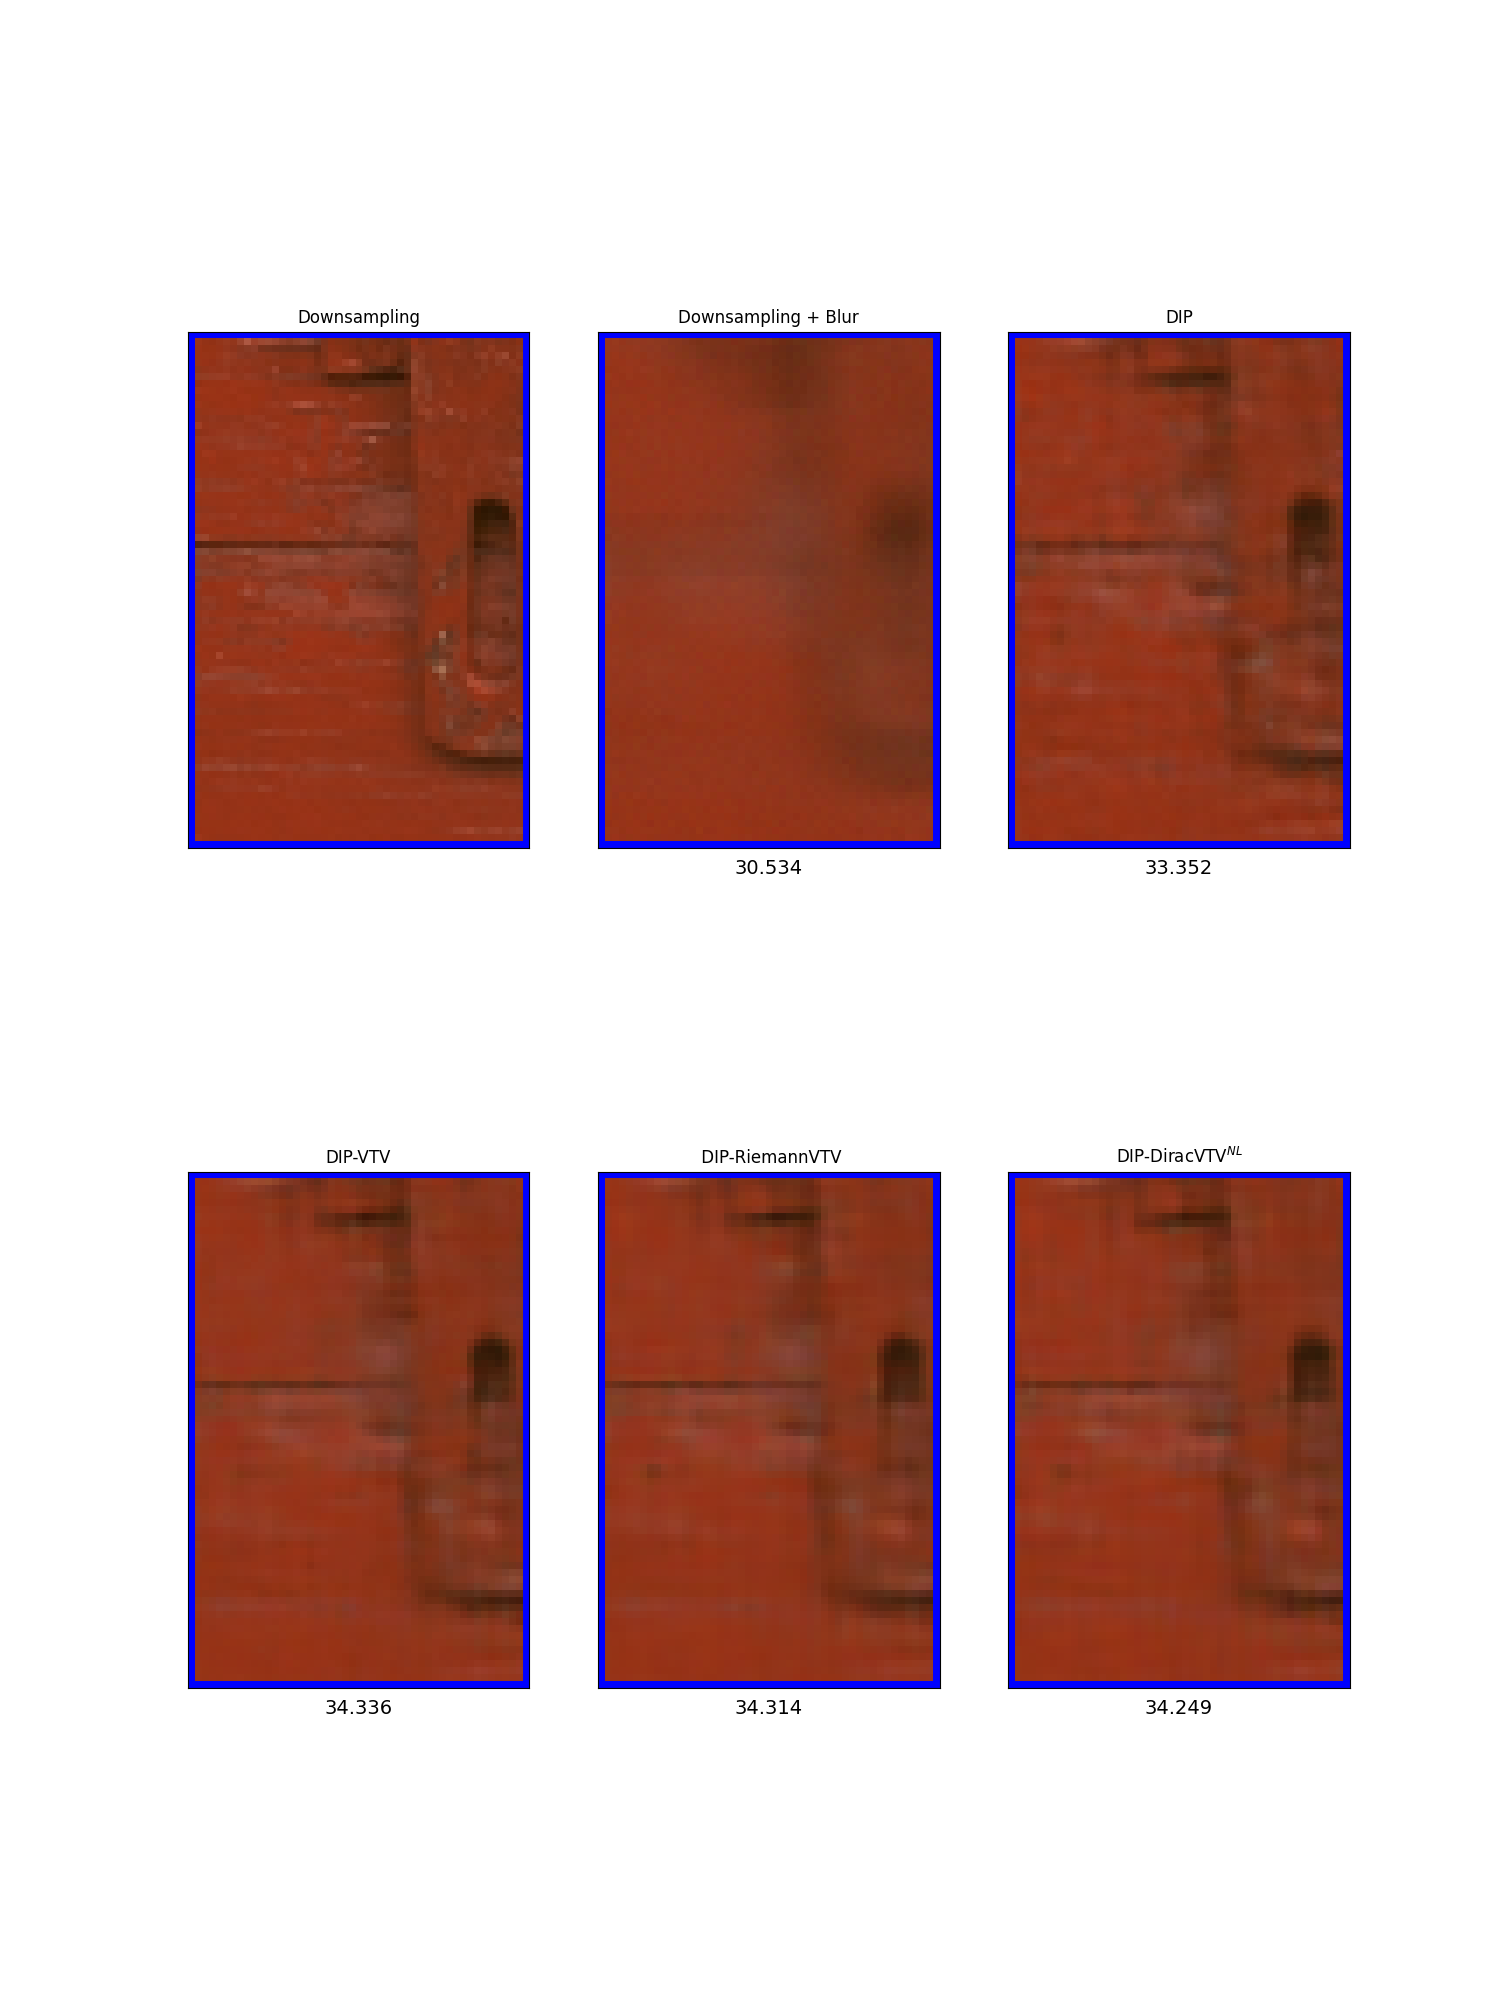 Downsampling
Downsampling + Blur
DIP
30.534
33.352
DIP-VTV
DIP-RiemannVTV
DIP-DiracVTV^NL
34.336
34.314
34.249